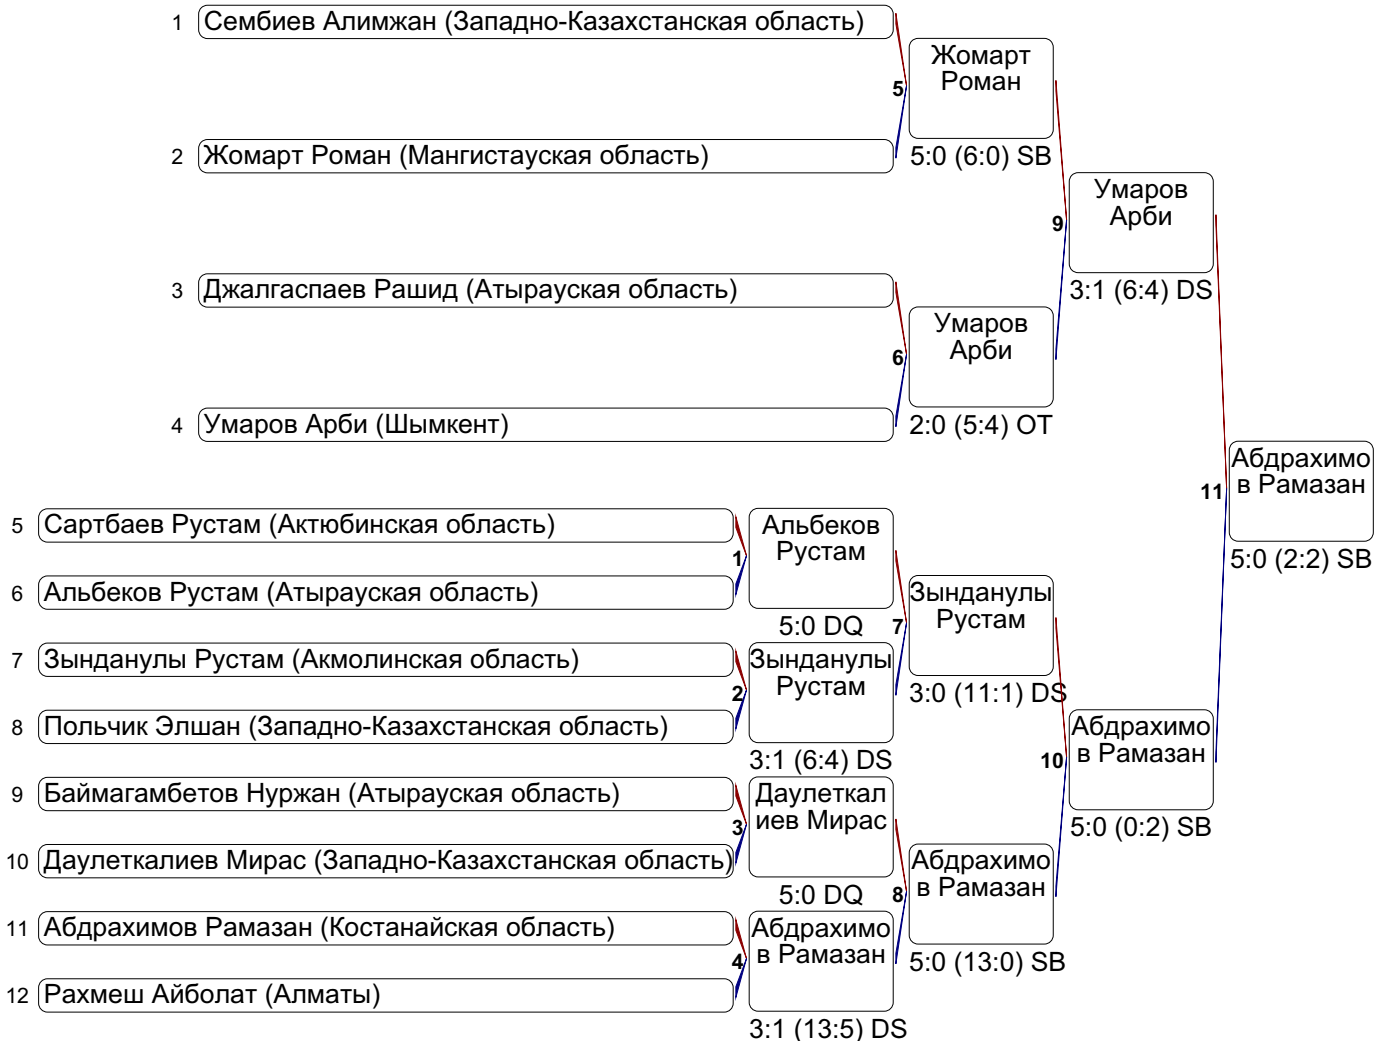 1 Сембиев Алимжан (Западно-Казахстанская область)
Жомарт
Роман
5
2 Жомарт Роман (Мангистауская область)
5:0 (6:0) SB
Умаров
Арби
9
3 Джалгаспаев Рашид (Атырауская область)
3:1 (6:4) DS
Умаров
Арби
6
4 Умаров Арби (Шымкент)
2:0 (5:4) OT
Абдрахимо
в Рамазан
11
5 Сартбаев Рустам (Актюбинская область)
Альбеков
Рустам
1
5:0 (2:2) SB
6 Альбеков Рустам (Атырауская область)
Зынданулы
Рустам
5:0 DQ
7
7 Зынданулы Рустам (Акмолинская область)
Зынданулы
Рустам
2
3:0 (11:1) DS
8 Польчик Элшан (Западно-Казахстанская область)
Абдрахимо
в Рамазан
3:1 (6:4) DS
10
9 Баймагамбетов Нуржан (Атырауская область)
Даулеткал
иев Мирас
3
5:0 (0:2) SB
10 Даулеткалиев Мирас (Западно-Казахстанская область)
Абдрахимо
в Рамазан
5:0 DQ
8
11 Абдрахимов Рамазан (Костанайская область)
Абдрахимо
в Рамазан
4
5:0 (13:0) SB
12 Рахмеш Айболат (Алматы)
3:1 (13:5) DS